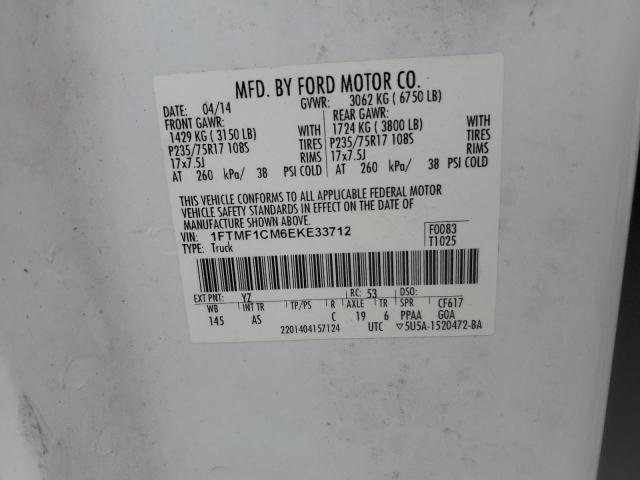 MFD. BY FORD MOTOR CO.
DATE: 04/14 GVWR: 3062 KG ( 6750 LB)
FRONT GAWR: REAR GAWR:
1429 KG ( 3150 LB) WITH 1724 KG ( 3800 LB) WITH
P235/75R17 108S TIRES P235/75R17 108S TIRES
17x7.5J RIMS 17x7.5J RIMS
AT 260 kPa/ 38 PSI COLD AT 260 kPa/ 38 PSI COLD
THIS VEHICLE CONFORMS TO ALL APPLICABLE FEDERAL MOTOR
VEHICLE SAFETY STANDARDS IN EFFECT ON THE DATE OF
MANUFACTURE SHOWN ABOVE.
VIN: 1FTMF1CM6EKE33712 F0083
TYPE: Truck T1025
EXT PNT: YZ RC: 53 DSO:
WB INT TR TP/PS R AXLE TR SPR CF617
145 AS C 19 6 PPAA GOA
2201404157124 UTC ▽5U5A-1520472-BA